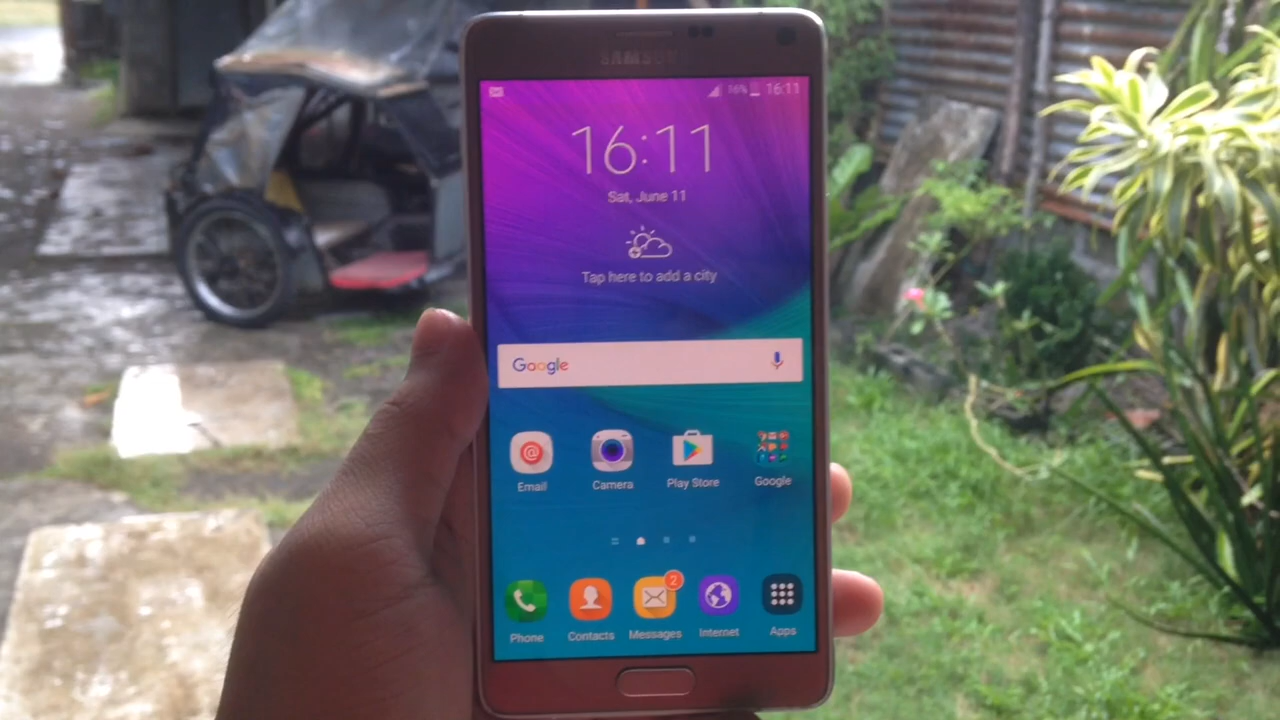 SAMSUNG
16% 16:11
16:11
Sat, June 11
Tap here to add a city
Google
@
Email Camera Play Store Google
2
Phone Contacts Messages Internet Apps